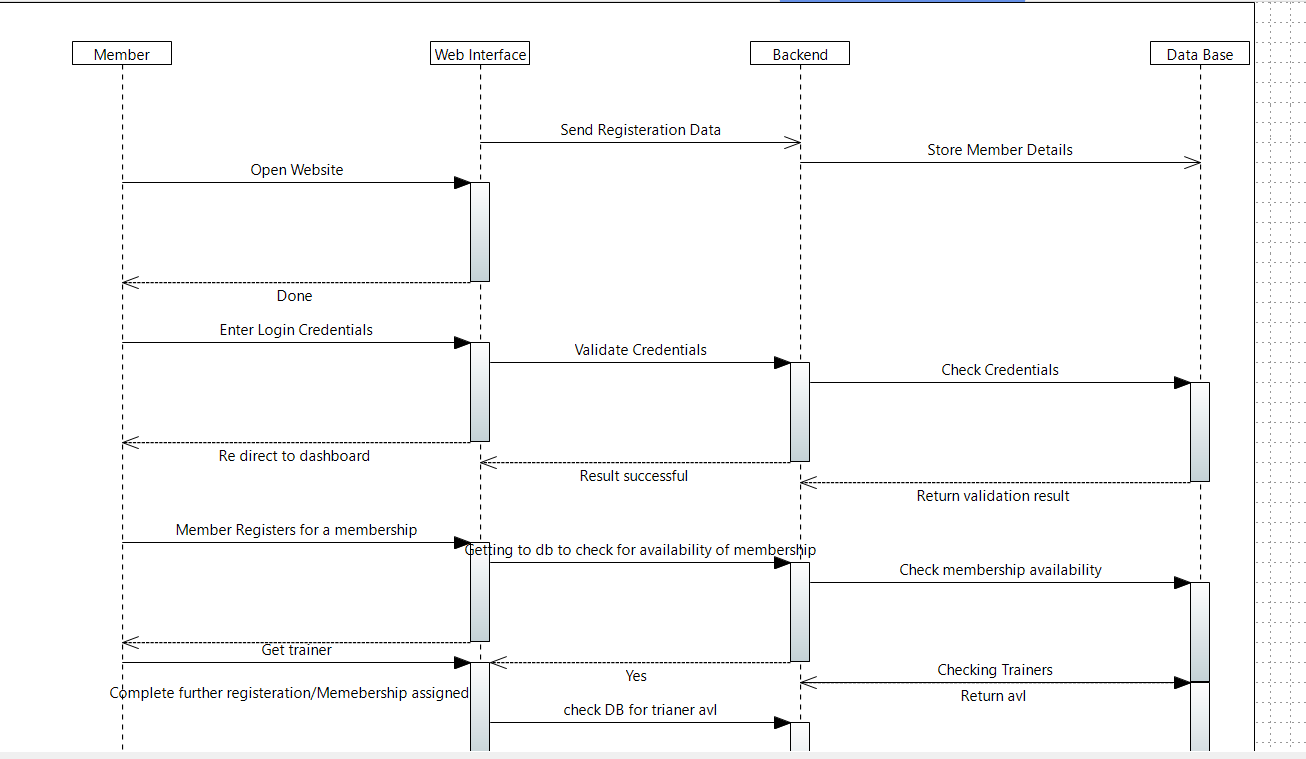 Member
Web Interface
Backend
Data Base
Send Registeration Data
Store Member Details
Open Website
Done
Enter Login Credentials
Validate Credentials
Check Credentials
Re direct to dashboard
Result successful
Return validation result
Member Registers for a membership
Getting to db to check for availability of membership
Check membership availability
Get trainer
Yes
Checking Trainers
Complete further registeration/Memebership assigned
Return avl
check DB for trianer avl